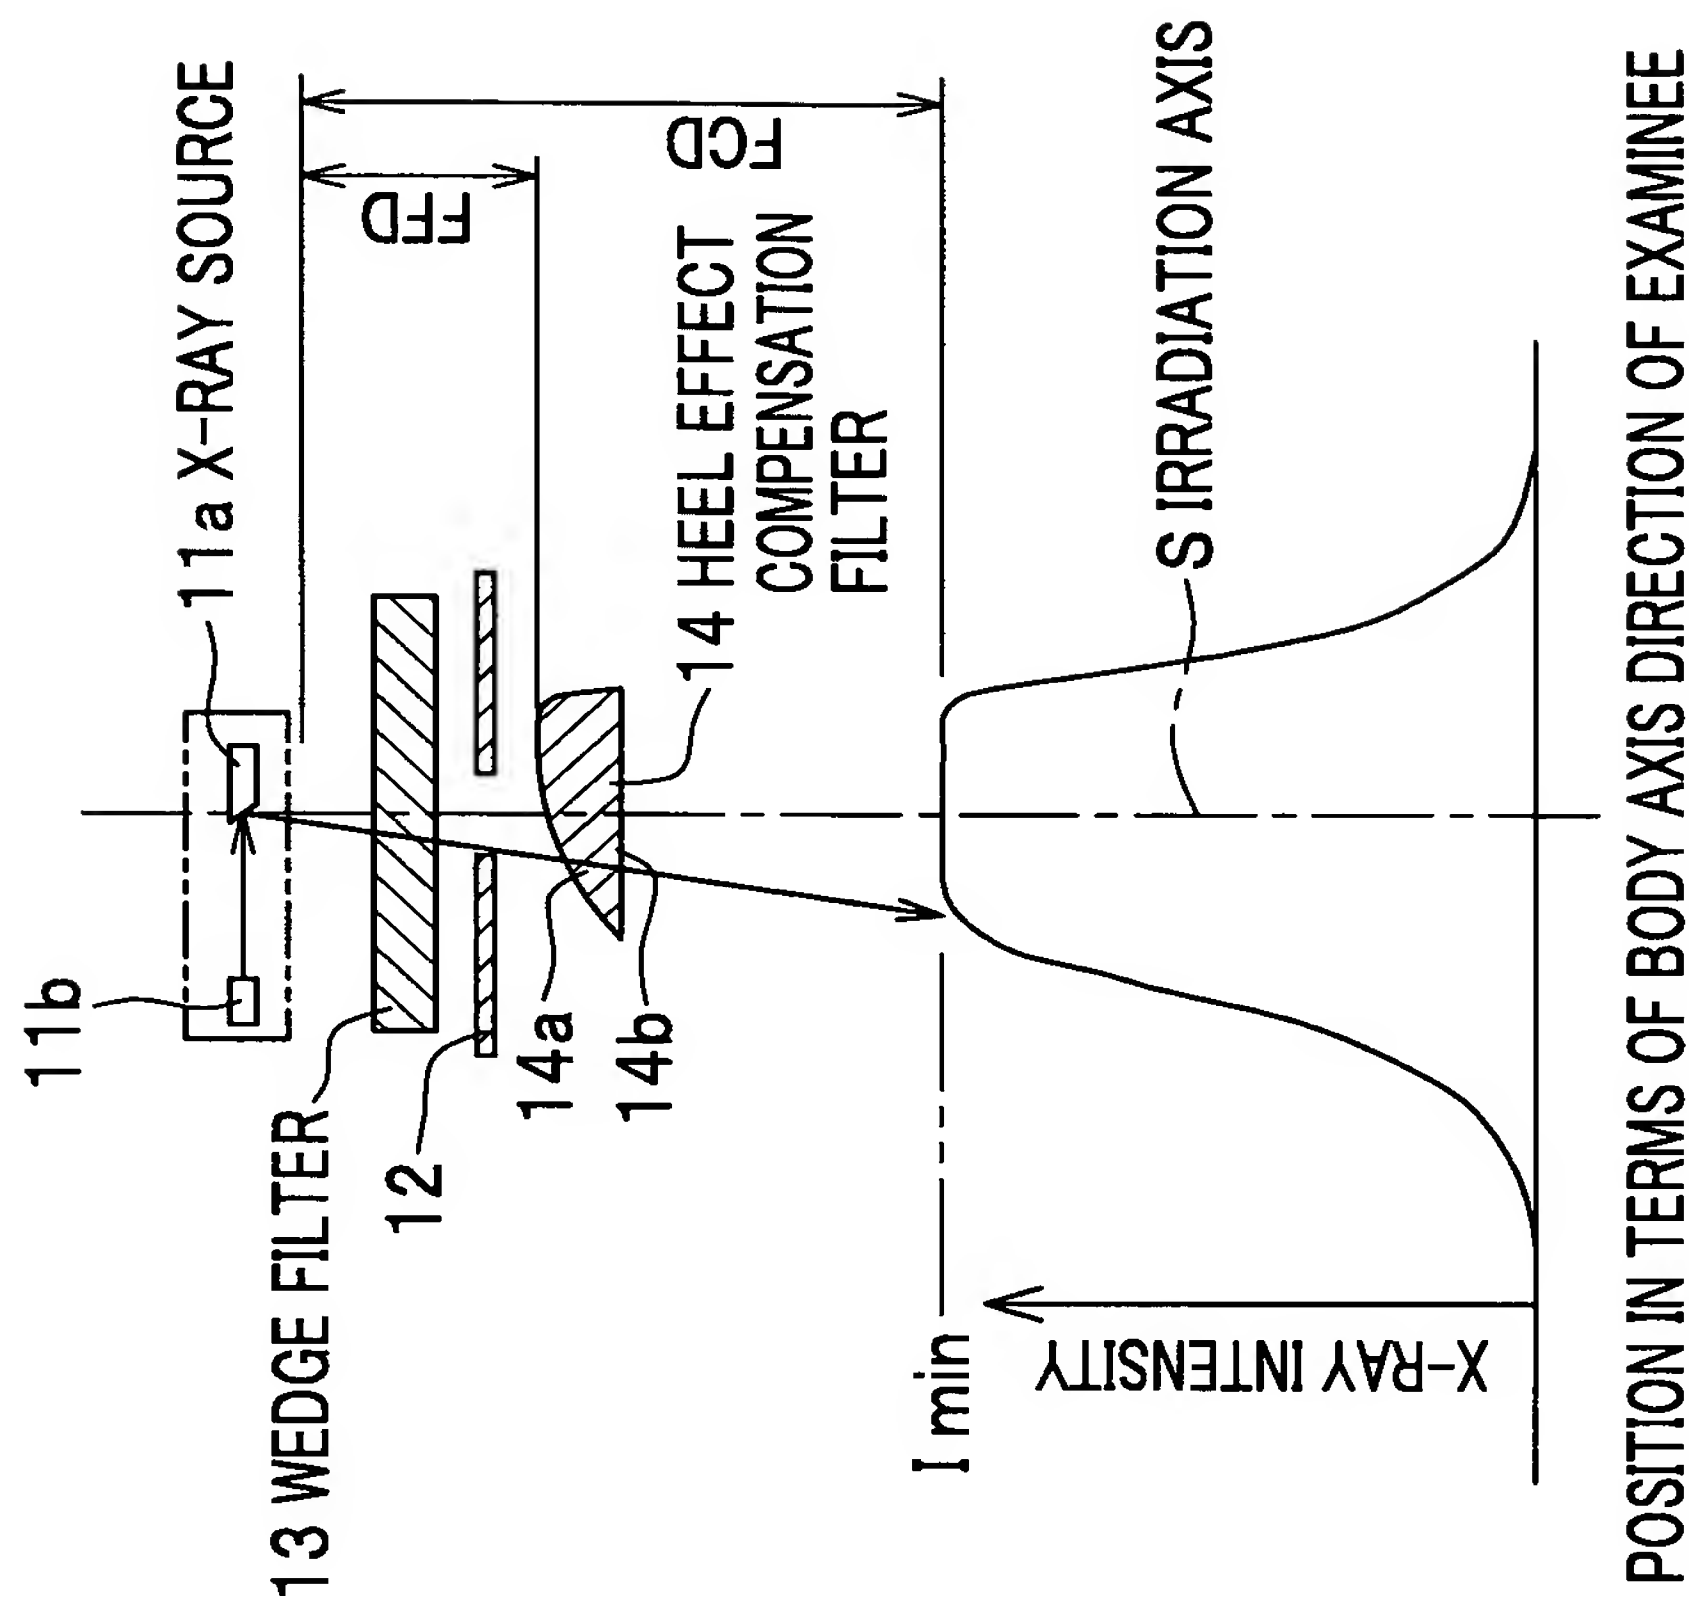 11b
11a X-RAY SOURCE
13 WEDGE FILTER
FFD
FCD
12
14a
14b
14 HEEL EFFECT
COMPENSATION
FILTER
I min
X-RAY INTENSITY
S IRRADIATION AXIS
POSITION IN TERMS OF BODY AXIS DIRECTION OF EXAMINEE